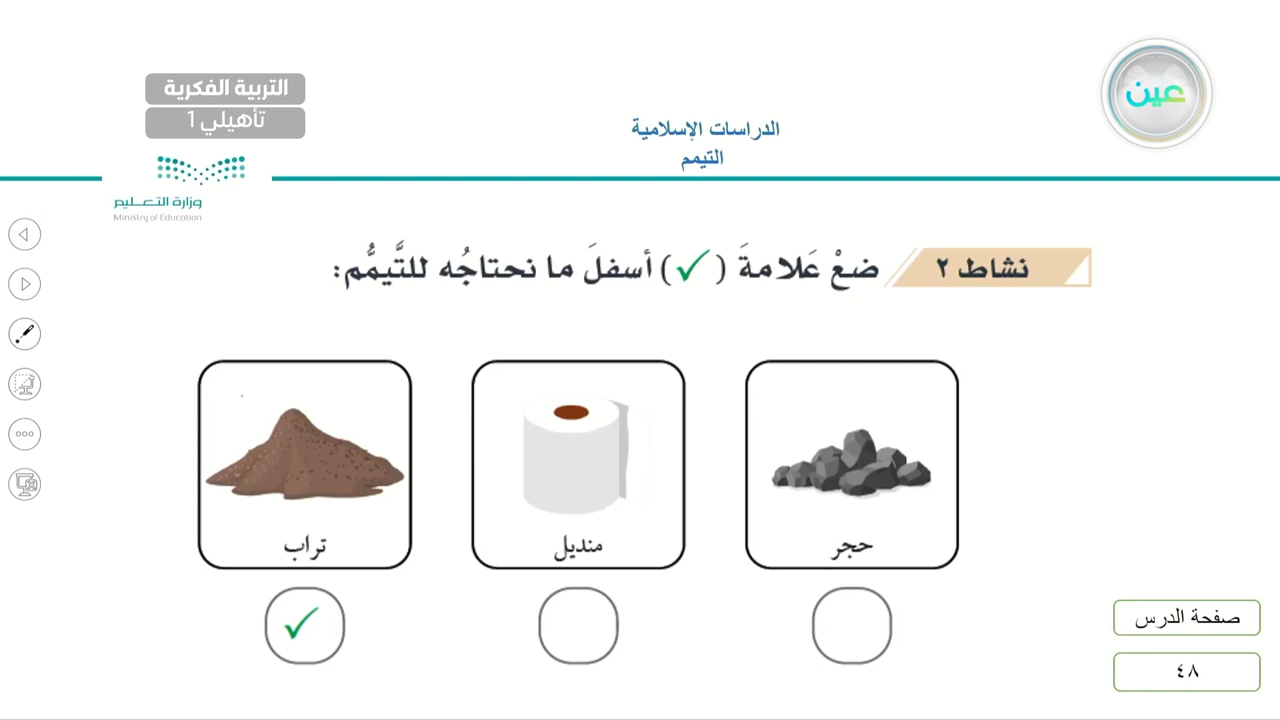 عين
التربية الفكرية
تأهيلي 1
الدراسات الإسلامية
التيمم
وزارة التعـــليم
Ministry of Education
نشاط ٢
ضعْ عَلامةَ (✓) أسفلَ ما نحتاجُه للتَّيمُّم:
حجر
منديل
تراب
✓
صفحة الدرس
٤٨